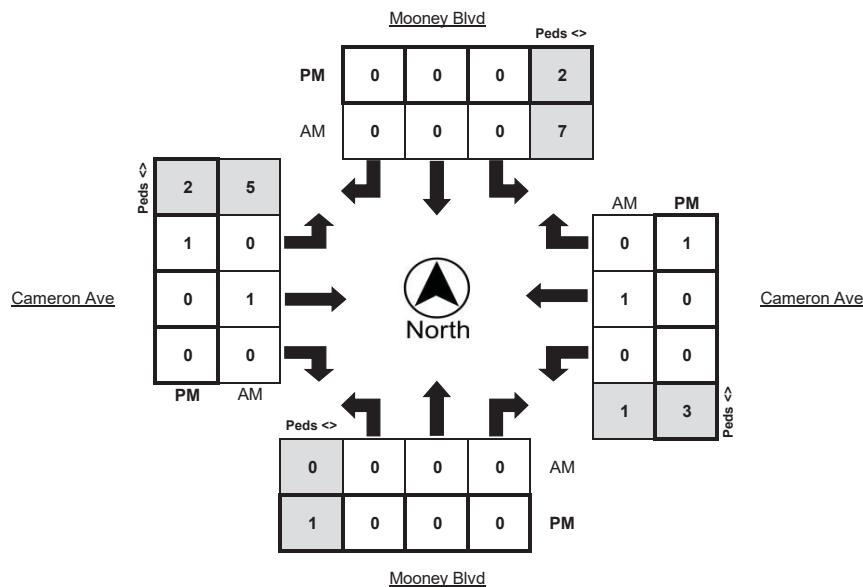 Mooney Blvd
Peds <>
PM 0 0 0 2
AM 0 0 0 7
Peds <> 2 5
1 0
0 1
0 0
PM AM
Cameron Ave
North
AM PM
0 1
1 0
0 0
1 3 Peds <>
Cameron Ave
Peds <>
0 0 0 0 AM
1 0 0 0 PM
Mooney Blvd